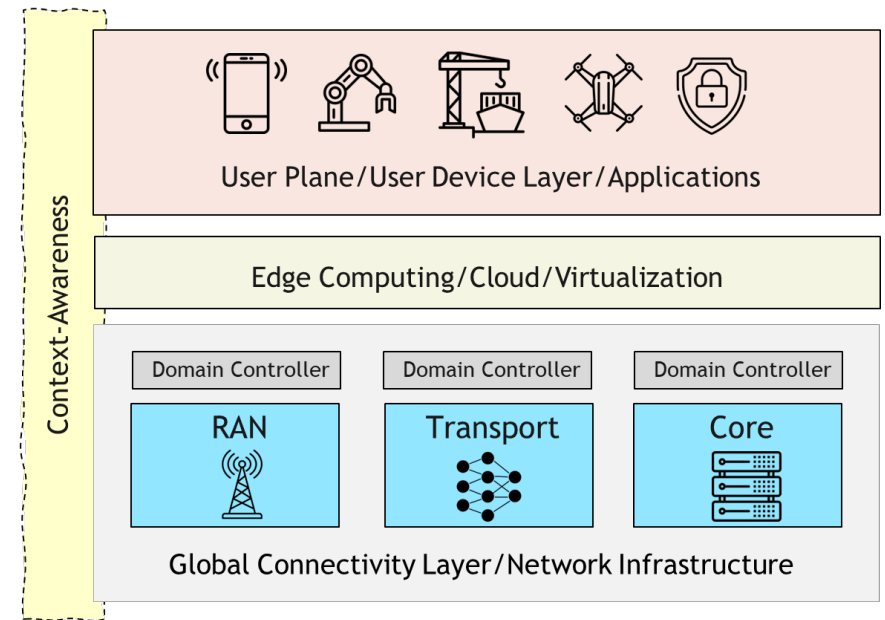 Context-Awareness
User Plane/User Device Layer/Applications
Edge Computing/Cloud/Virtualization
Domain Controller
Domain Controller
Domain Controller
RAN
Transport
Core
Global Connectivity Layer/Network Infrastructure